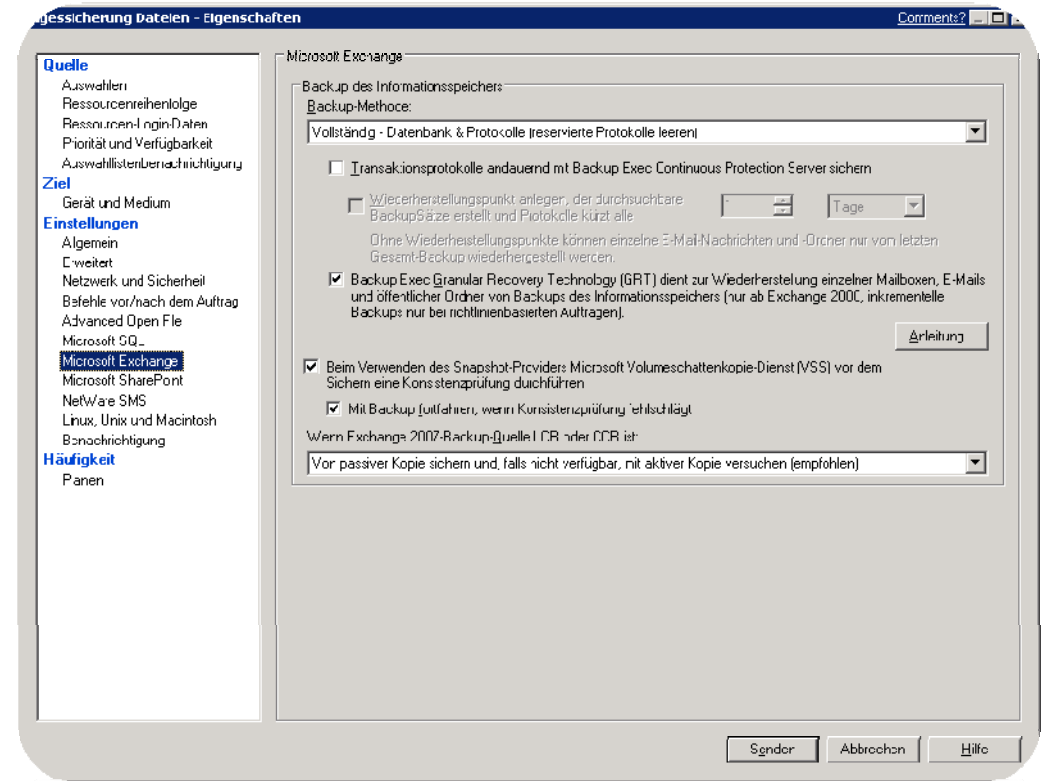 gessicherung Dateien - Eigenschaften
Comments?
Quelle
Auswählen
Ressourcenreihenfolge
Ressourcen-Login-Daten
Priorität und Verfügbarkeit
Auswahllistenbenachrichtigung
Ziel
Gerät und Medium
Einstellungen
Algemein
Erweitert
Netzwerk und Sicherheit
Befehle vor/nach dem Auftrag
Advanced Open File
Microsoft SQL
Microsoft Exchange
Microsoft SharePoint
NetWare SMS
Linux, Unix und Macintosh
Benachrichtigung
Häufigkeit
Planen
Microsoft Exchange
Backup des Informationsspeichers
Backup-Methode:
Vollständig - Datenbank & Protokolle (reservierte Protokolle leeren)
Transaktionsprotokolle andauernd mit Backup Exec Continuous Protection Server sichern
Wiederherstellungspunkt anlegen, der durchsuchbare
BackupSätze erstellt und Protokolle kürzt alle
Tage
Ohne Wiederherstellungspunkte können einzelne E-Mail-Nachrichten und -Ordner nur vom letzten
Gesamt-Backup wiederhergestellt werden.
Backup Exec Granular Recovery Technology (GRT) dient zur Wiederherstellung einzelner Mailboxen, E-Mails
und öffentlicher Ordner von Backups des Informationsspeichers (nur ab Exchange 2000, inkrementelle
Backups nur bei richtlinienbasierten Aufträgen).
Anleitung
Beim Verwenden des Snapshot-Providers Microsoft Volumeschattenkopie-Dienst (VSS) vor dem
Sichern eine Konsistenzprüfung durchführen
Mit Backup fortfahren, wenn Konsistenzprüfung fehlschlägt
Wenn Exchange 2007-Backup-Quelle LCR oder CCR ist:
Von passiver Kopie sichern und, falls nicht verfügbar, mit aktiver Kopie versuchen (empfohlen)
Senden
Abbrechen
Hilfe